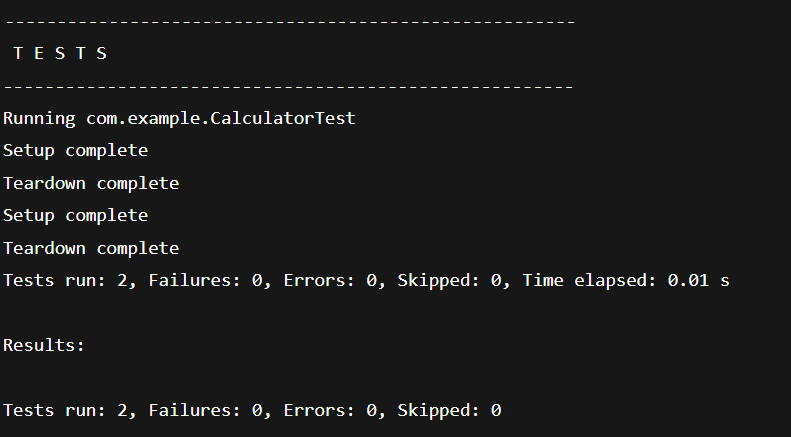 -------------------------------------------------------
T E S T S
-------------------------------------------------------
Running com.example.CalculatorTest
Setup complete
Teardown complete
Setup complete
Teardown complete
Tests run: 2, Failures: 0, Errors: 0, Skipped: 0, Time elapsed: 0.01 s
Results:
Tests run: 2, Failures: 0, Errors: 0, Skipped: 0